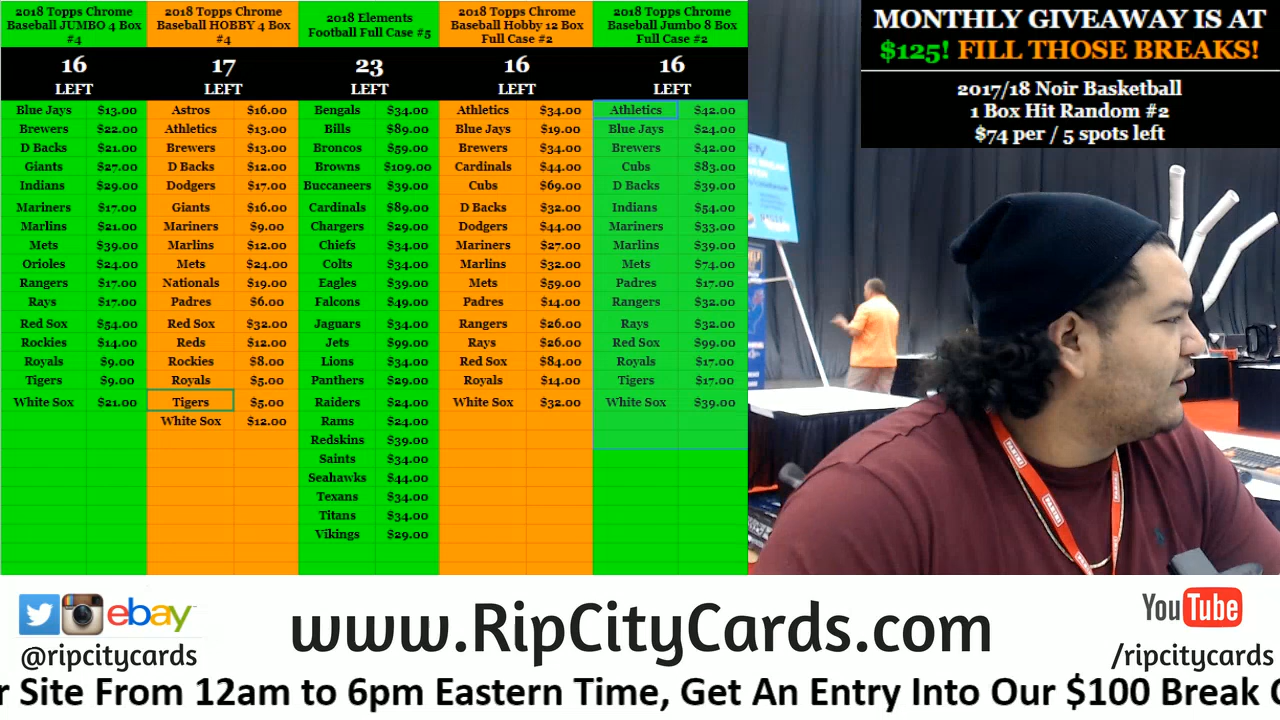 2018 Topps Chrome Baseball JUMBO 4 Box #4
16
LEFT
Blue Jays $13.00
Brewers $22.00
D Backs $21.00
Giants $27.00
Indians $29.00
Mariners $17.00
Marlins $21.00
Mets $39.00
Orioles $24.00
Rangers $17.00
Rays $17.00
Red Sox $54.00
Rockies $14.00
Royals $9.00
Tigers $9.00
White Sox $21.00
2018 Topps Chrome Baseball HOBBY 4 Box #4
17
LEFT
Astros $16.00
Athletics $13.00
Brewers $13.00
D Backs $12.00
Dodgers $17.00
Giants $16.00
Mariners $9.00
Marlins $12.00
Mets $24.00
Nationals $19.00
Padres $6.00
Red Sox $32.00
Reds $12.00
Rockies $8.00
Royals $5.00
Tigers $5.00
White Sox $12.00
2018 Elements Football Full Case #5
23
LEFT
Bengals $34.00
Bills $89.00
Broncos $59.00
Browns $109.00
Buccaneers $39.00
Cardinals $89.00
Chargers $29.00
Chiefs $34.00
Colts $34.00
Eagles $39.00
Falcons $49.00
Jaguars $34.00
Jets $99.00
Lions $34.00
Panthers $29.00
Raiders $24.00
Rams $24.00
Redskins $39.00
Saints $34.00
Seahawks $44.00
Texans $34.00
Titans $34.00
Vikings $29.00
2018 Topps Chrome Baseball Hobby 12 Box Full Case #2
16
LEFT
Athletics $34.00
Blue Jays $19.00
Brewers $34.00
Cardinals $44.00
Cubs $69.00
D Backs $32.00
Dodgers $44.00
Mariners $27.00
Marlins $32.00
Mets $59.00
Padres $14.00
Rangers $26.00
Rays $26.00
Red Sox $84.00
Royals $14.00
White Sox $32.00
2018 Topps Chrome Baseball Jumbo 8 Box Full Case #2
16
LEFT
Athletics $42.00
Blue Jays $24.00
Brewers $42.00
Cubs $83.00
D Backs $39.00
Indians $54.00
Mariners $33.00
Marlins $39.00
Mets $74.00
Padres $17.00
Rangers $32.00
Rays $32.00
Red Sox $99.00
Royals $17.00
Tigers $17.00
White Sox $39.00
MONTHLY GIVEAWAY IS AT
$125! FILL THOSE BREAKS!
2017/18 Noir Basketball
1 Box Hit Random #2
$74 per / 5 spots left
PANINI
PANINI
ebay
@ripcitycards
www.RipCityCards.com
YouTube
/ripcitycards
r Site From 12am to 6pm Eastern Time, Get An Entry Into Our $100 Break